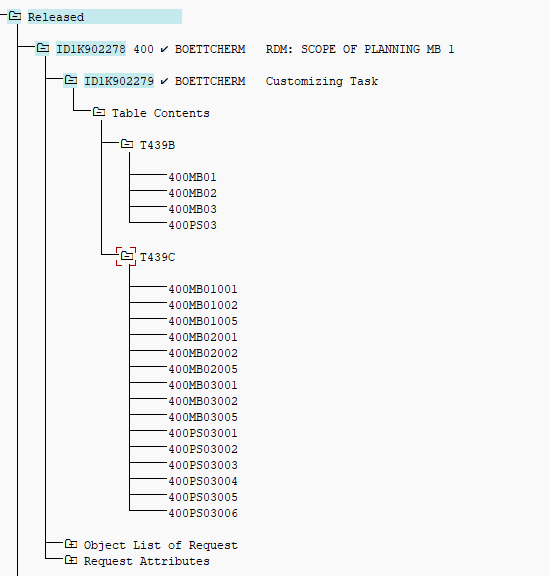 Released
ID1K902278 400 ✔ BOETTCHERM RDM: SCOPE OF PLANNING MB 1
ID1K902279 ✔ BOETTCHERM Customizing Task
Table Contents
T439B
400MB01
400MB02
400MB03
400PS03
T439C
400MB01001
400MB01002
400MB01005
400MB02001
400MB02002
400MB02005
400MB03001
400MB03002
400MB03005
400PS03001
400PS03002
400PS03003
400PS03004
400PS03005
400PS03006
Object List of Request
Request Attributes